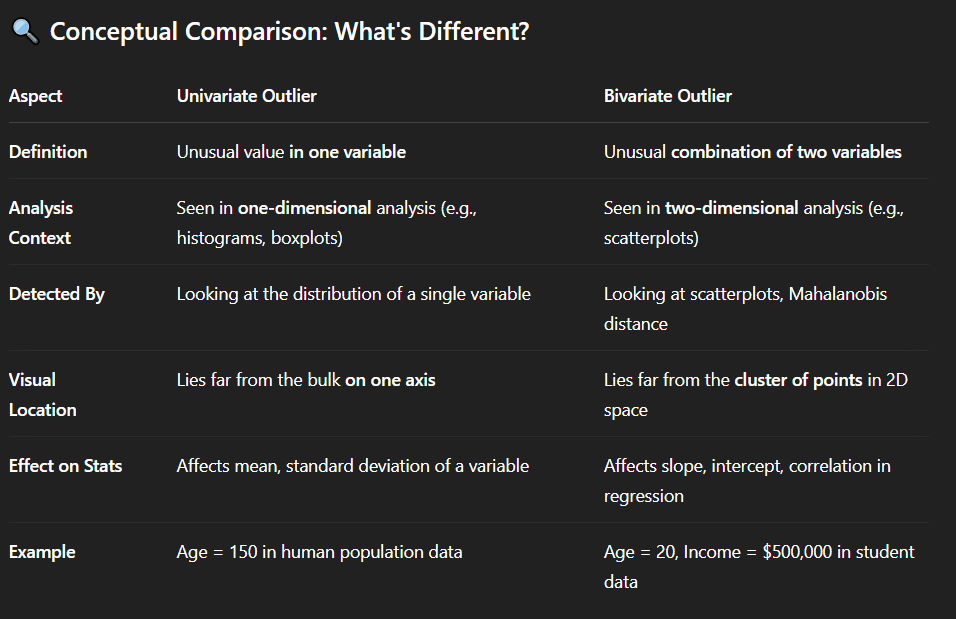 🔍 Conceptual Comparison: What's Different?
Aspect Univariate Outlier Bivariate Outlier
Definition Unusual value in one variable Unusual combination of two variables
Analysis Seen in one-dimensional analysis (e.g., Seen in two-dimensional analysis (e.g.,
Context histograms, boxplots) scatterplots)
Detected By Looking at the distribution of a single variable Looking at scatterplots, Mahalanobis
distance
Visual Lies far from the bulk on one axis Lies far from the cluster of points in 2D
Location space
Effect on Stats Affects mean, standard deviation of a variable Affects slope, intercept, correlation in
regression
Example Age = 150 in human population data Age = 20, Income = $500,000 in student
data